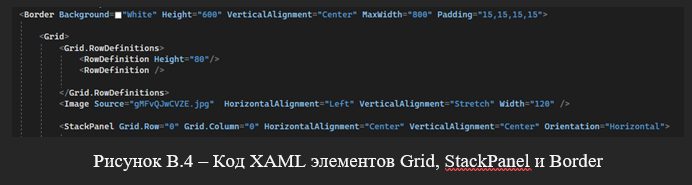 <Border Background="White" Height="600" VerticalAlignment="Center" MaxWidth="800" Padding="15,15,15,15">
<Grid>
<Grid.RowDefinitions>
<RowDefinition Height="80"/>
<RowDefinition />
</Grid.RowDefinitions>
<Image Source="gMFvQJwCVZE.jpg" HorizontalAlignment="Left" VerticalAlignment="Stretch" Width="120" />
<StackPanel Grid.Row="0" Grid.Column="0" HorizontalAlignment="Center" VerticalAlignment="Center" Orientation="Horizontal">
Рисунок В.4 – Код XAML элементов Grid, StackPanel и Border